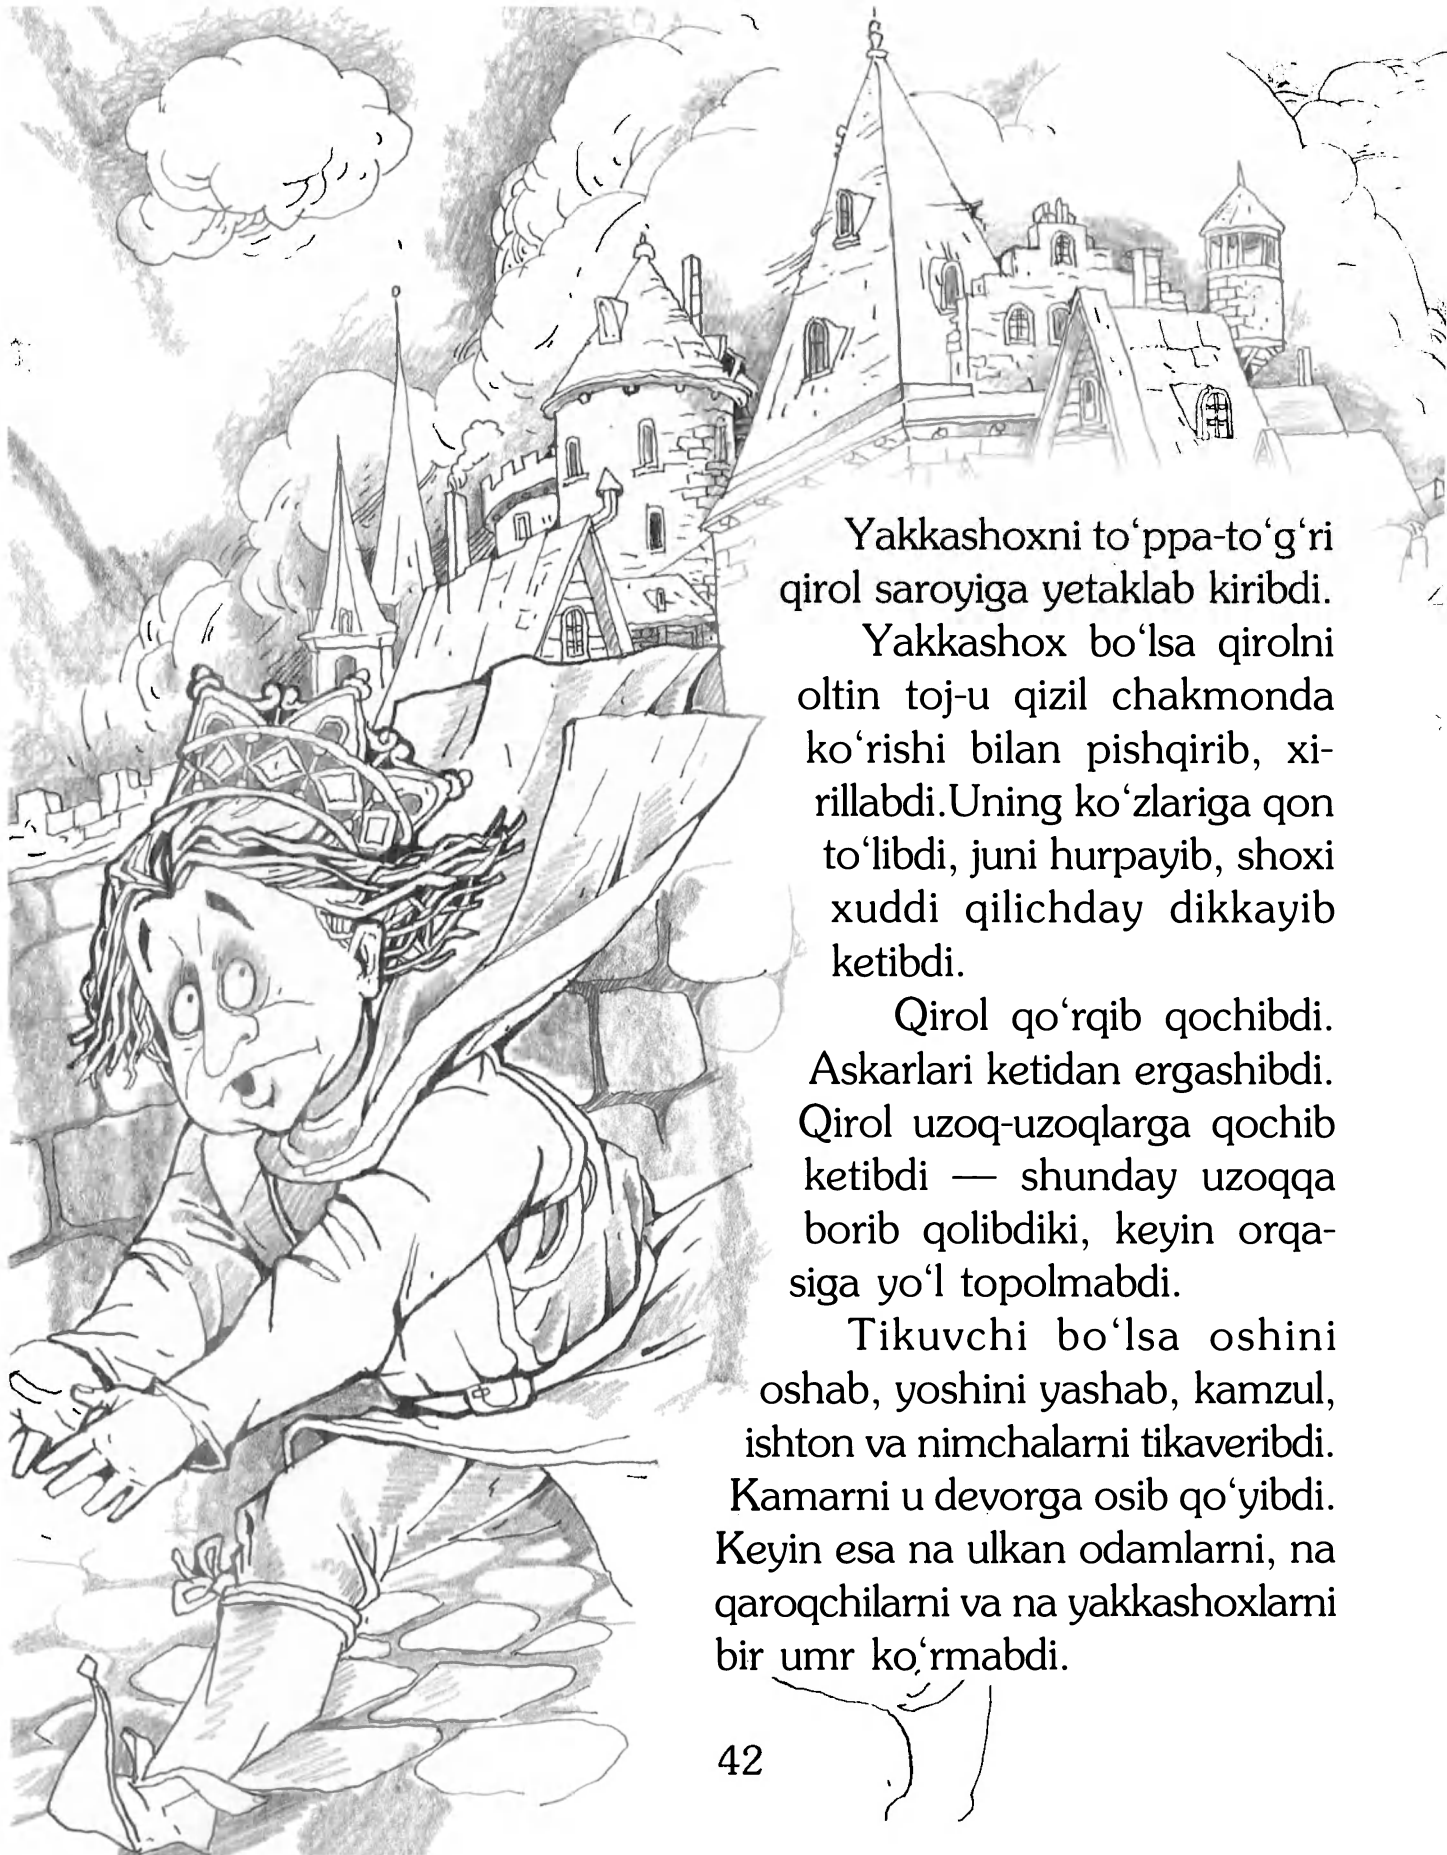 Yakkashoxni to‘ppa-to‘g‘ri
qirol saroyiga yetaklab kiribdi.
Yakkashox bo‘lsa qirolni
oltin toj-u qizil chakmonda
ko‘rishi bilan pishqirib, xi-
rillabdi.Uning ko‘zlariga qon
to‘libdi, juni hurpayib, shoxi
xuddi qilichday dikkayib
ketibdi.
Qirol qo‘rqib qochibdi.
Askarlari ketidan ergashibdi.
Qirol uzoq-uzoqlarga qochib
ketibdi — shunday uzoqqa
borib qolibdiki, keyin orqa-
siga yo‘l topolmabdi.
Tikuvchi bo‘lsa oshini
oshab, yoshini yashab, kamzul,
ishton va nimchalarni tikaveribdi.
Kamarni u devorga osib qo‘yibdi.
Keyin esa na ulkan odamlarni, na
qaroqchilarni va na yakkashoxlarni
bir umr ko‘rmabdi.
42